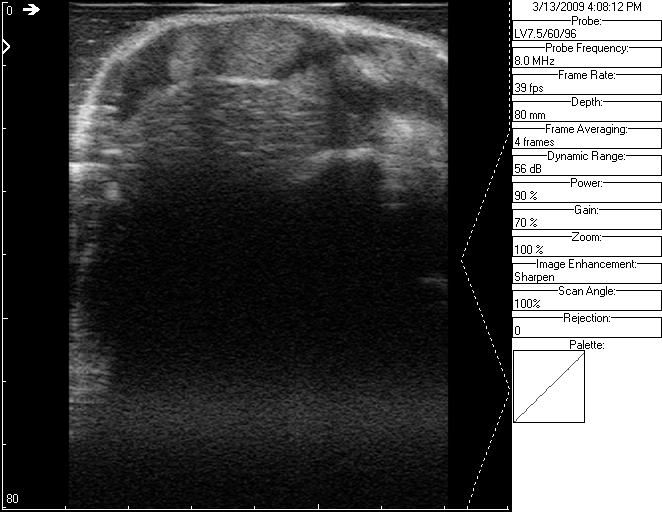 0
80
3/13/2009 4:08:12 PM
Probe:
LV7.5/60/96
Probe Frequency:
8.0 MHz
Frame Rate:
39 fps
Depth:
80 mm
Frame Averaging:
4 frames
Dynamic Range:
56 dB
Power:
90 %
Gain:
70 %
Zoom:
100 %
Image Enhancement:
Sharpen
Scan Angle:
100%
Rejection:
0
Palette: